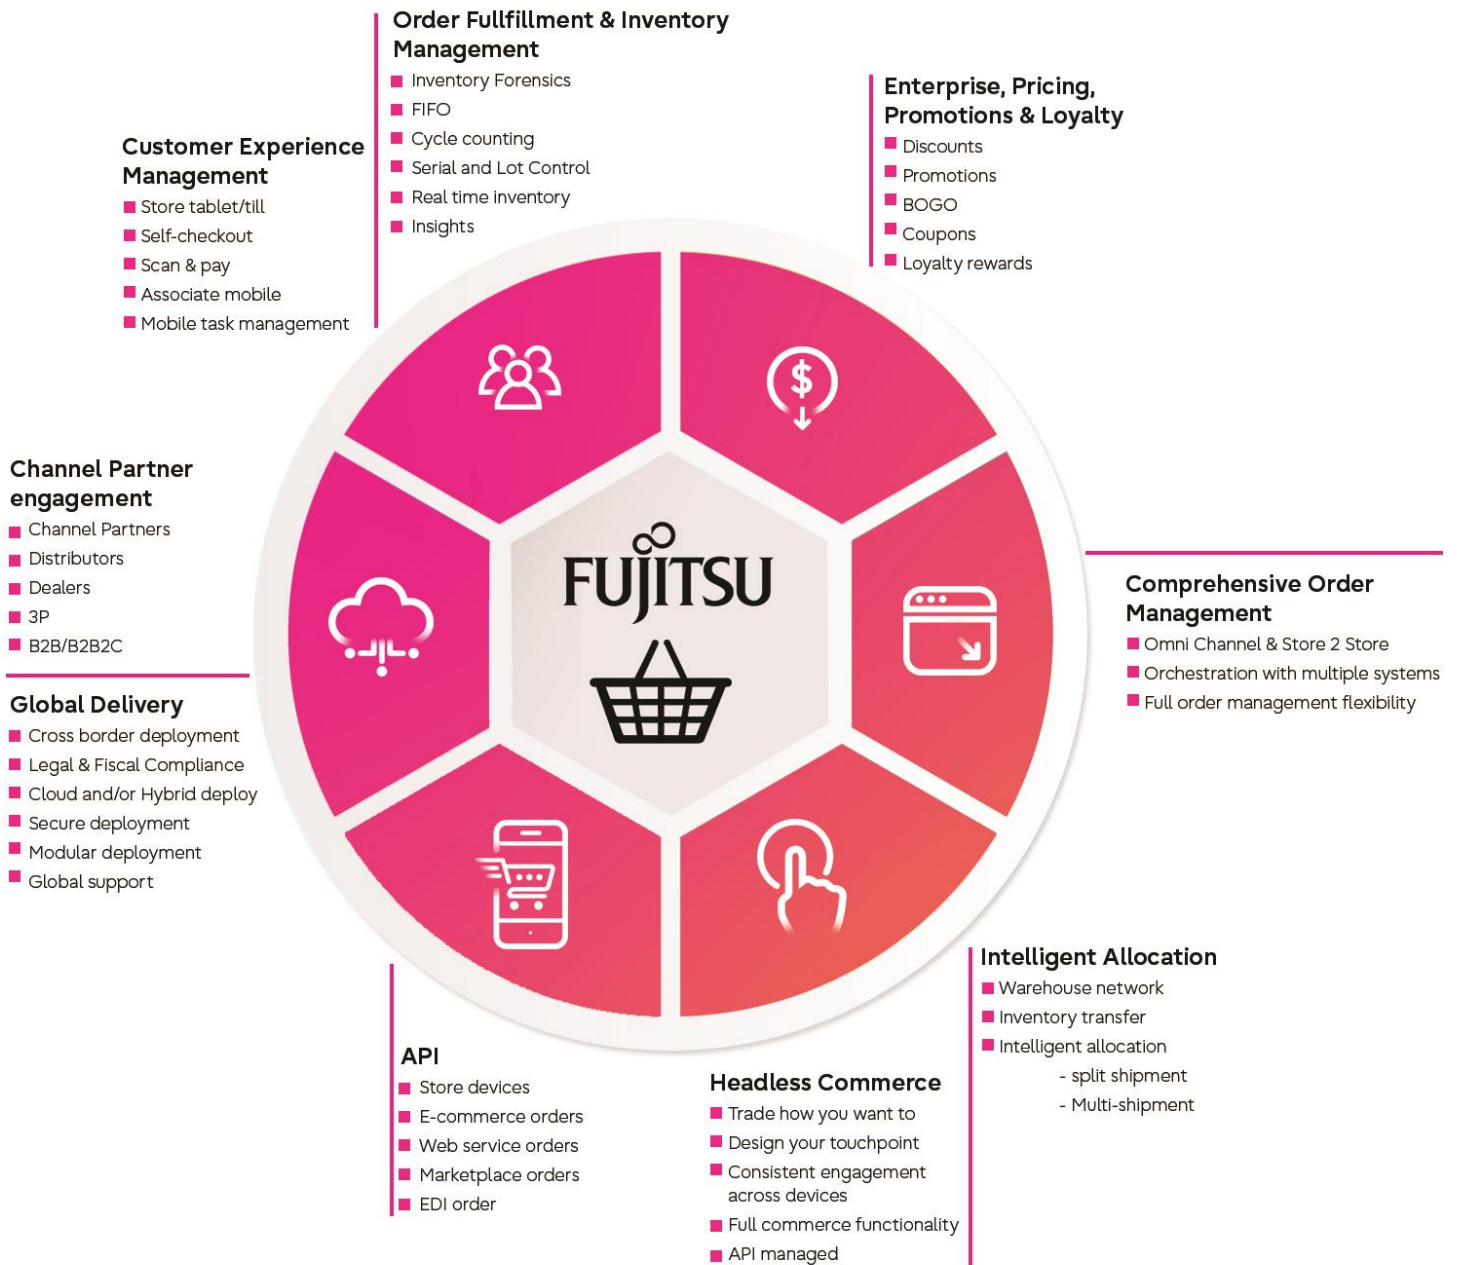 Order Fullfillment & Inventory
Management
Inventory Forensics
FIFO
Cycle counting
Serial and Lot Control
Real time inventory
Insights
Enterprise, Pricing,
Promotions & Loyalty
Discounts
Promotions
BOGO
Coupons
Loyalty rewards
Customer Experience
Management
Store tablet/till
Self-checkout
Scan & pay
Associate mobile
Mobile task management
$
Channel Partner
engagement
Channel Partners
Distributors
Dealers
3P
B2B/B2B2C
FUJITSU
Comprehensive Order
Management
Omni Channel & Store 2 Store
Orchestration with multiple systems
Full order management flexibility
Global Delivery
Cross border deployment
Legal & Fiscal Compliance
Cloud and/or Hybrid deploy
Secure deployment
Modular deployment
Global support
Intelligent Allocation
Warehouse network
Inventory transfer
Intelligent allocation
- split shipment
- Multi-shipment
API
Store devices
E-commerce orders
Web service orders
Marketplace orders
EDI order
Headless Commerce
Trade how you want to
Design your touchpoint
Consistent engagement
across devices
Full commerce functionality
API managed